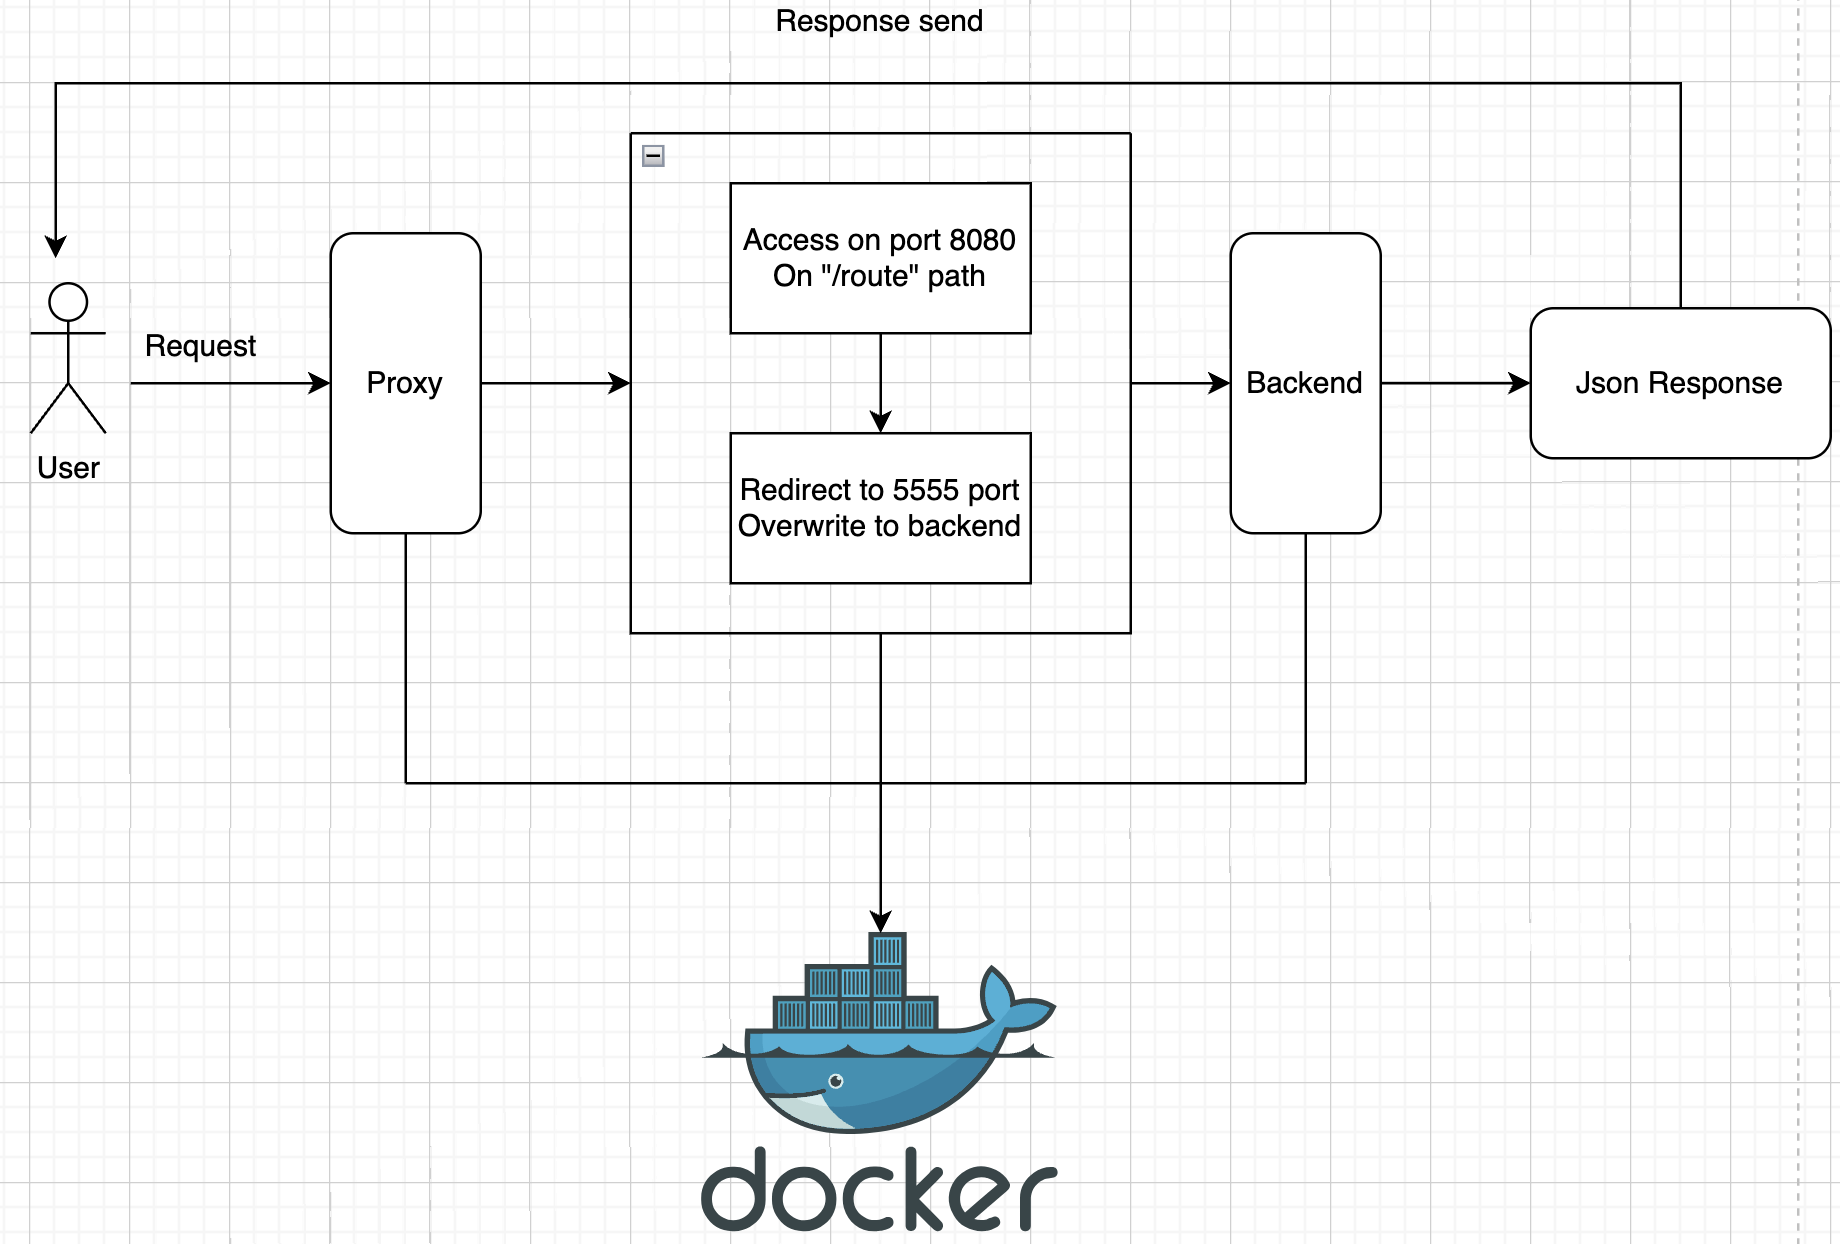 Response send
Access on port 8080
On "/route" path
Request
Proxy
Backend
Json Response
User
Redirect to 5555 port
Overwrite to backend
docker